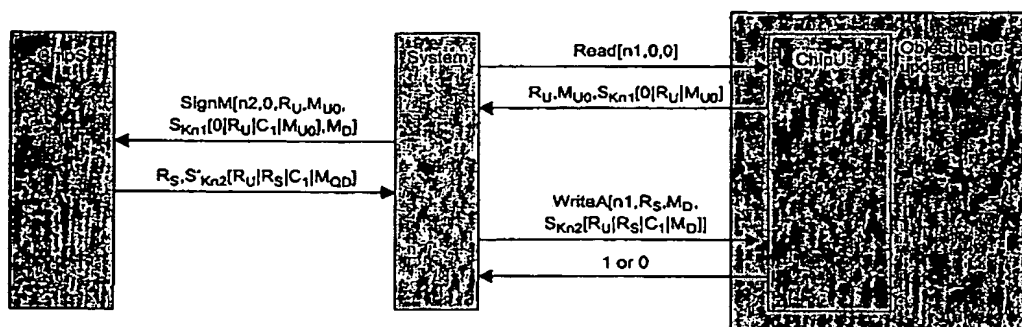 ChipS
System
ChipU
Object being
Read[n1,0,0]
R_U,M_U0,S_Kn1[0|R_U|M_U0]
SignM[n2,0,R_U,M_U0,
S_Kn1[0|R_U|C_1|M_U0],M_D]
R_S,S*_Kn2[R_U|R_S|C_1|M_QD]
WriteA[n1,R_S,M_D,
S_Kn2[R_U|R_S|C_1|M_D]]
1 or 0